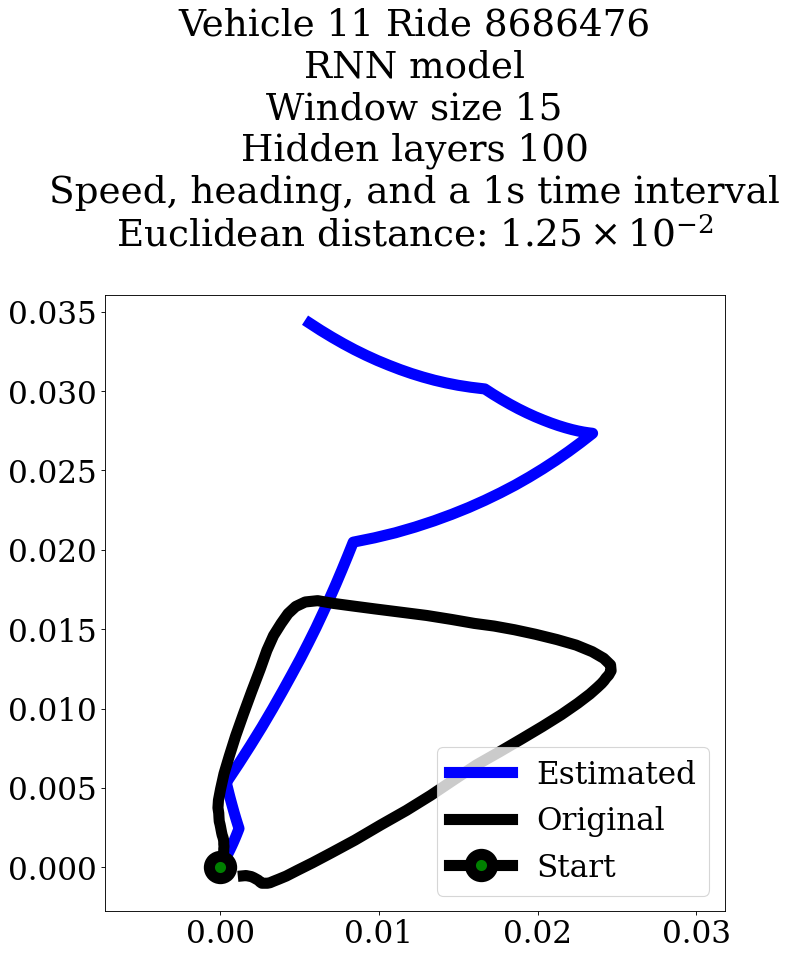 Vehicle 11 Ride 8686476
RNN model
Window size 15
Hidden layers 100
Speed, heading, and a 1s time interval
Euclidean distance: 1.25 × 10⁻²
0.035
0.030
0.025
0.020
0.015
0.010
0.005
0.000
Estimated
Original
Start
0.00 0.01 0.02 0.03